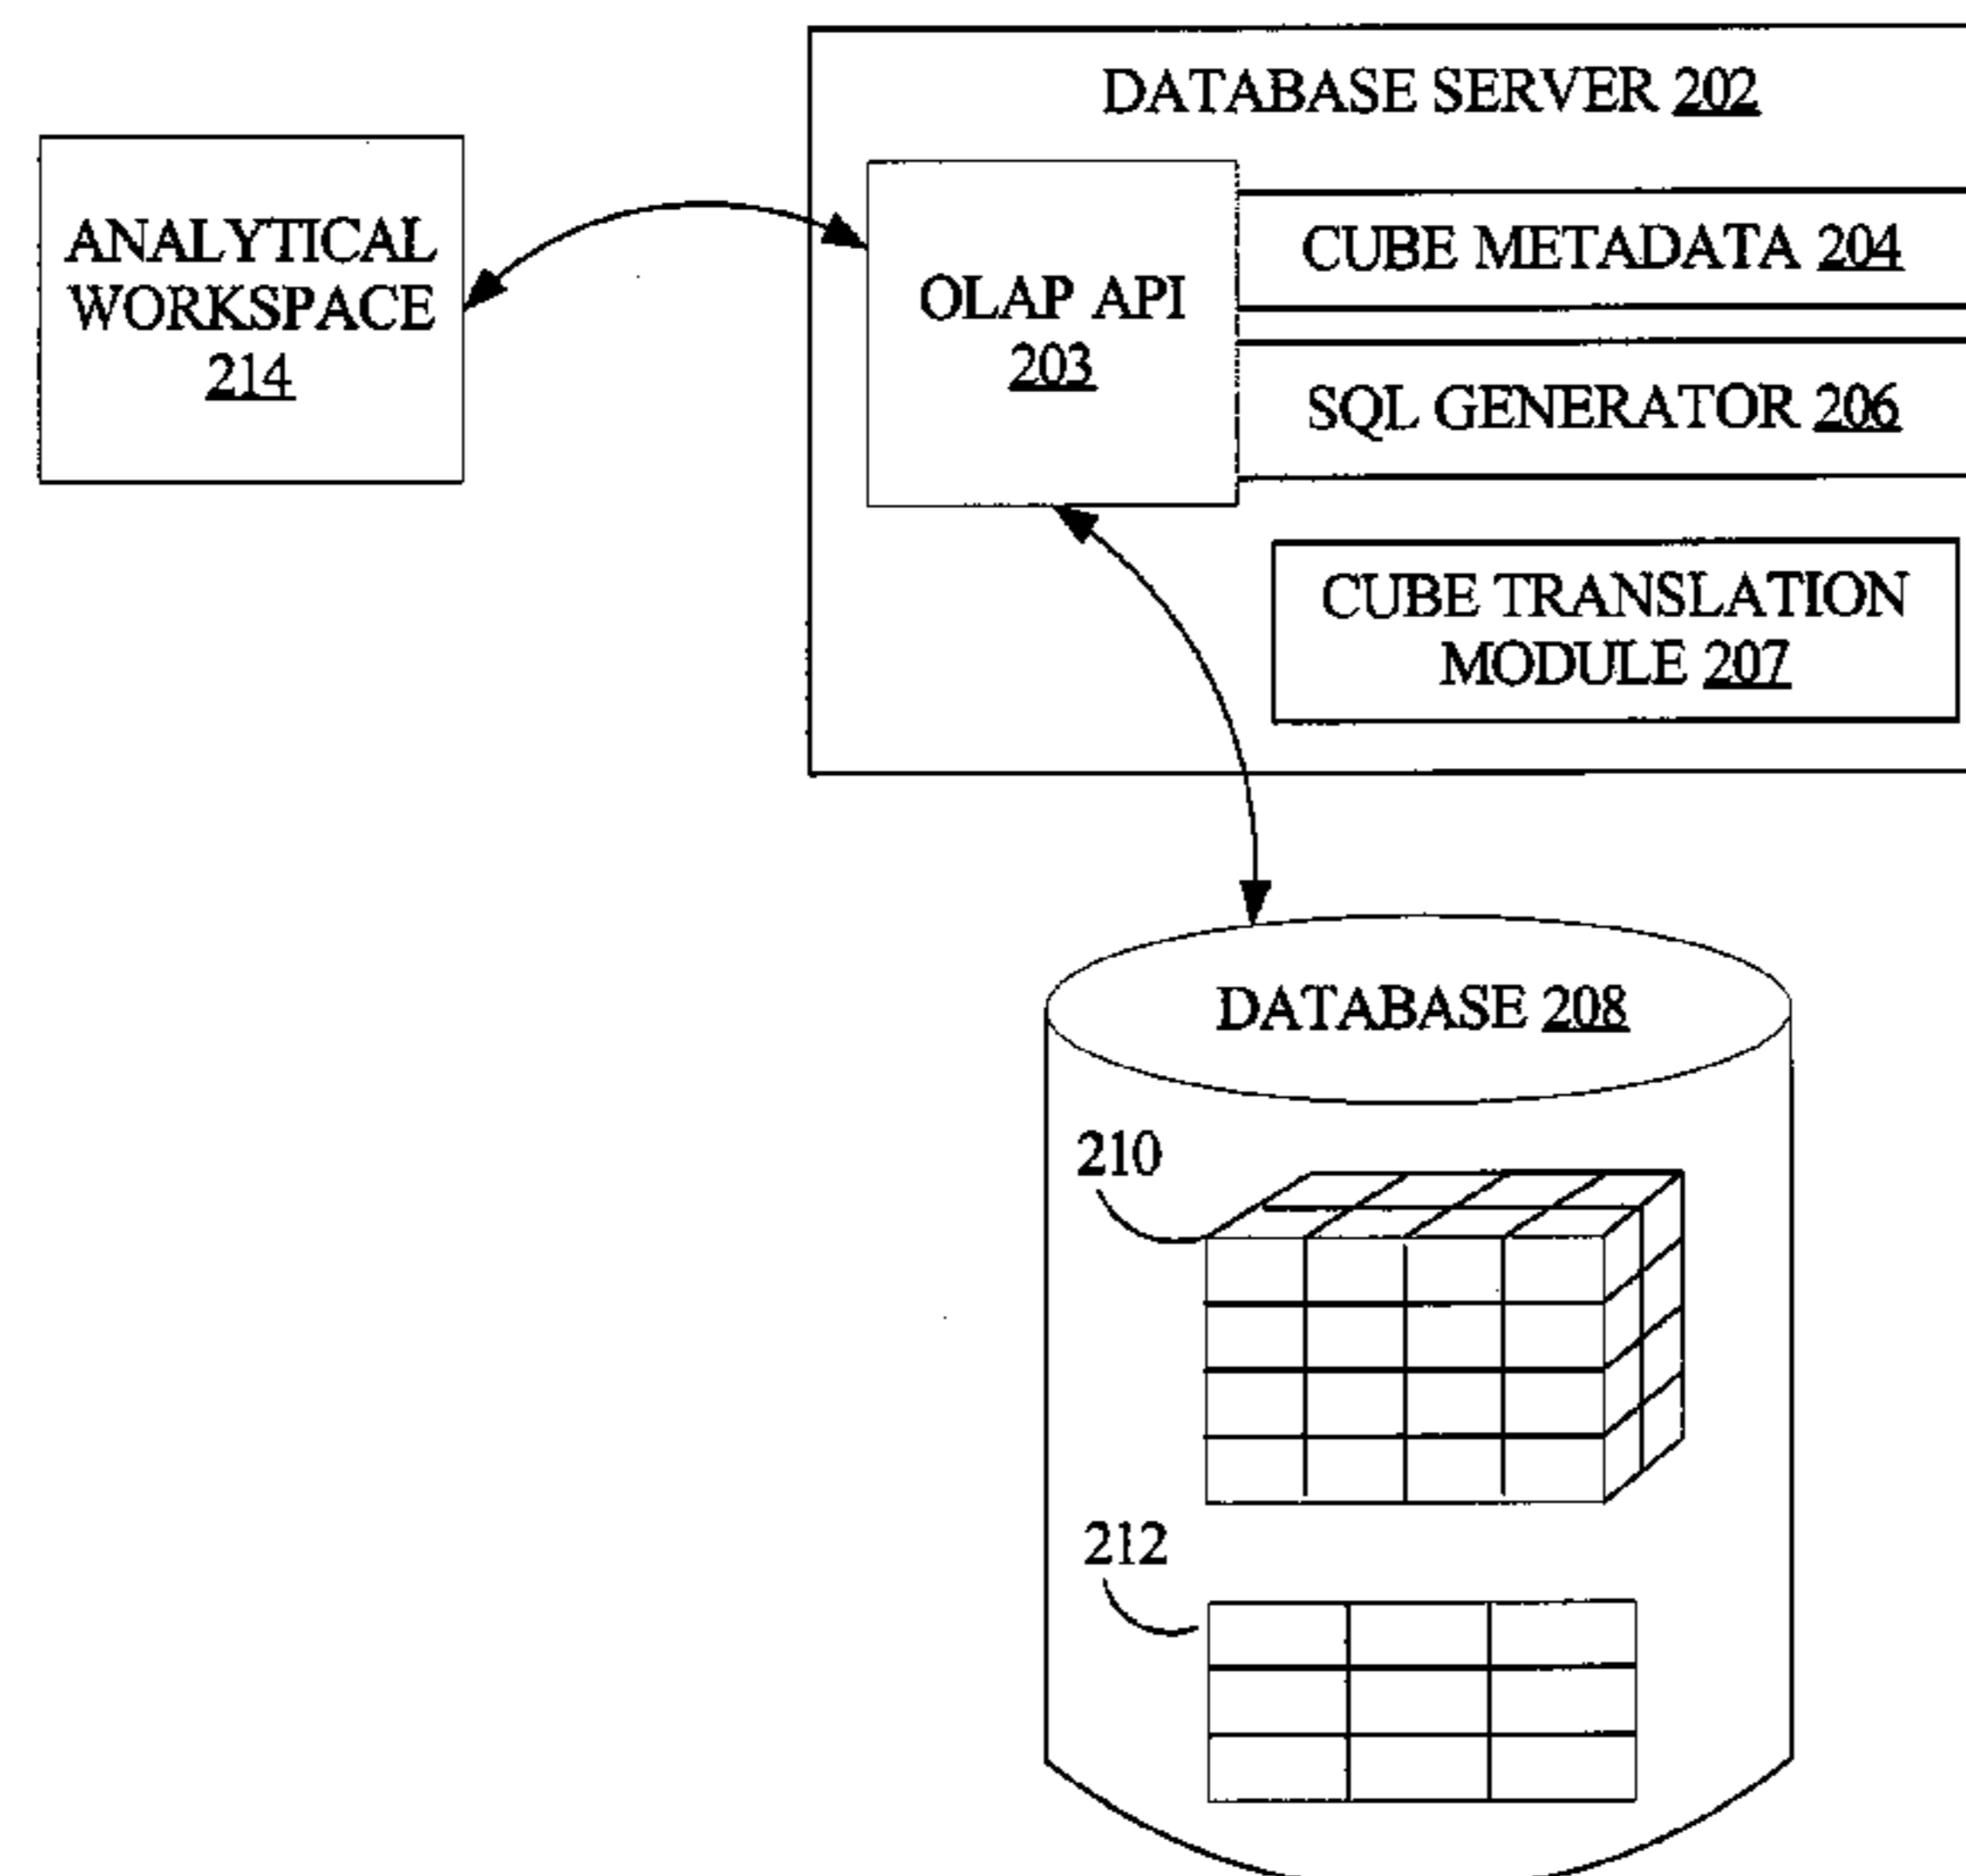 DATABASE SERVER 202
ANALYTICAL
WORKSPACE
214
OLAP API
203
CUBE METADATA 204
SQL GENERATOR 206
CUBE TRANSLATION
MODULE 207
DATABASE 208
210
212